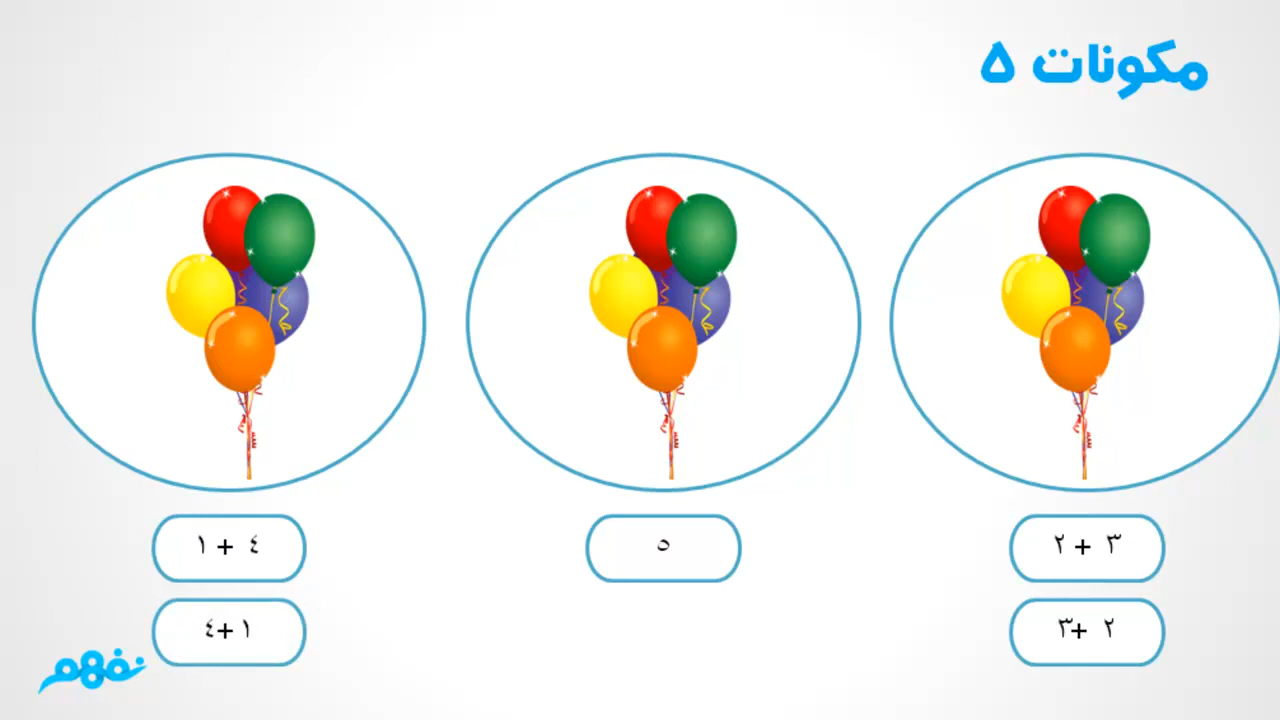 مكونات ٥
٣ + ٢
٢ +٣
٥
٤ + ١
١ +٤
نفهم